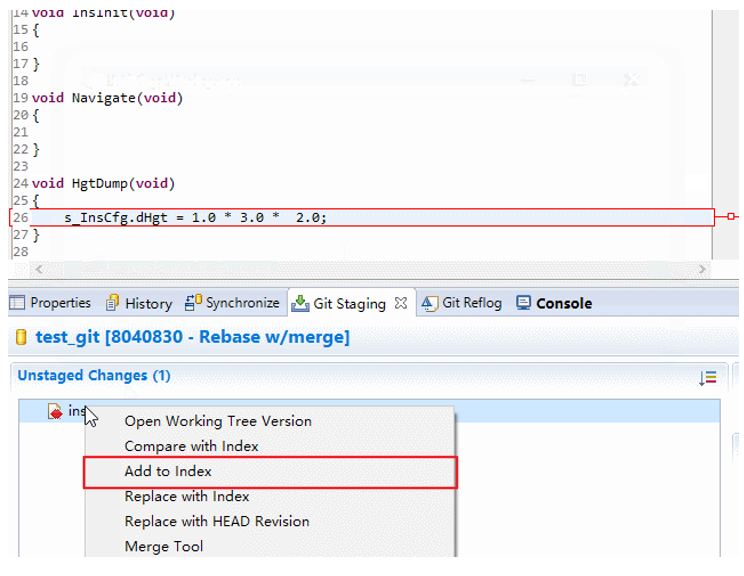 14 void InsInit(void)
15 {
16
17 }
18
19 void Navigate(void)
20 {
21
22 }
23
24 void HgtDump(void)
25 {
26 s_InsCfg.dHgt = 1.0 * 3.0 *  2.0;
27 }
28
Properties History Synchronize Git Staging Git Reflog Console
test_git [8040830 - Rebase w/merge]
Unstaged Changes (1)
ins
Open Working Tree Version
Compare with Index
Add to Index
Replace with Index
Replace with HEAD Revision
Merge Tool